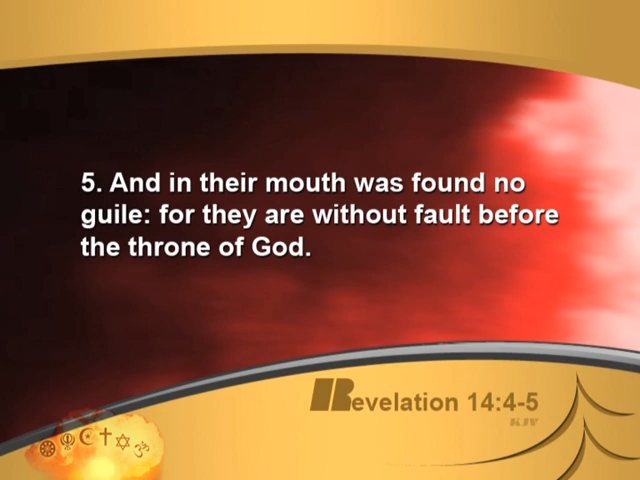 5. And in their mouth was found no
guile: for they are without fault before
the throne of God.
Revelation 14:4-5
KJV